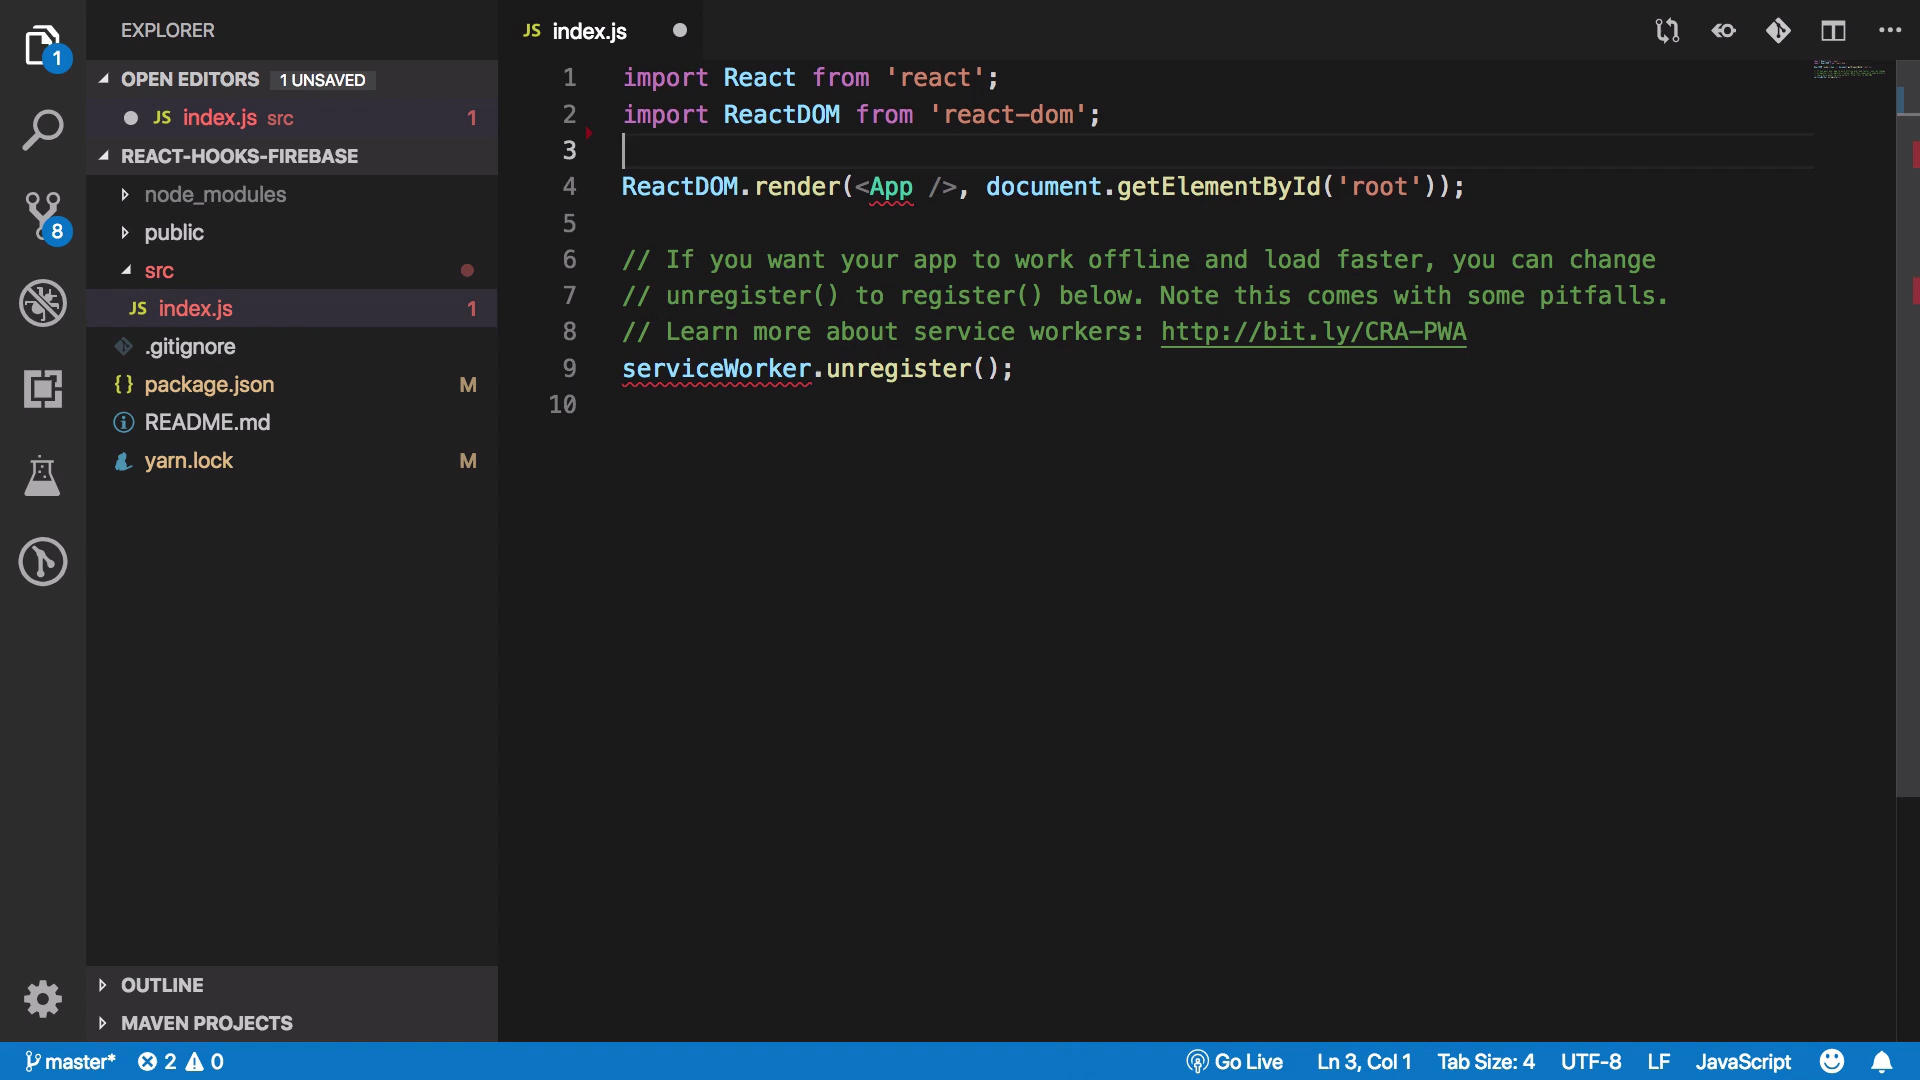 EXPLORER
OPEN EDITORS 1 UNSAVED
JS index.js src 1
REACT-HOOKS-FIREBASE
node_modules
public
src
JS index.js 1
.gitignore
{} package.json M
README.md
yarn.lock M
OUTLINE
MAVEN PROJECTS
1
8
JS index.js
1 import React from 'react';
2 import ReactDOM from 'react-dom';
3
4 ReactDOM.render(<App />, document.getElementById('root'));
5
6 // If you want your app to work offline and load faster, you can change
7 // unregister() to register() below. Note this comes with some pitfalls.
8 // Learn more about service workers: http://bit.ly/CRA-PWA
9 serviceWorker.unregister();
10
master* 2 0 Go Live Ln 3, Col 1 Tab Size: 4 UTF-8 LF JavaScript